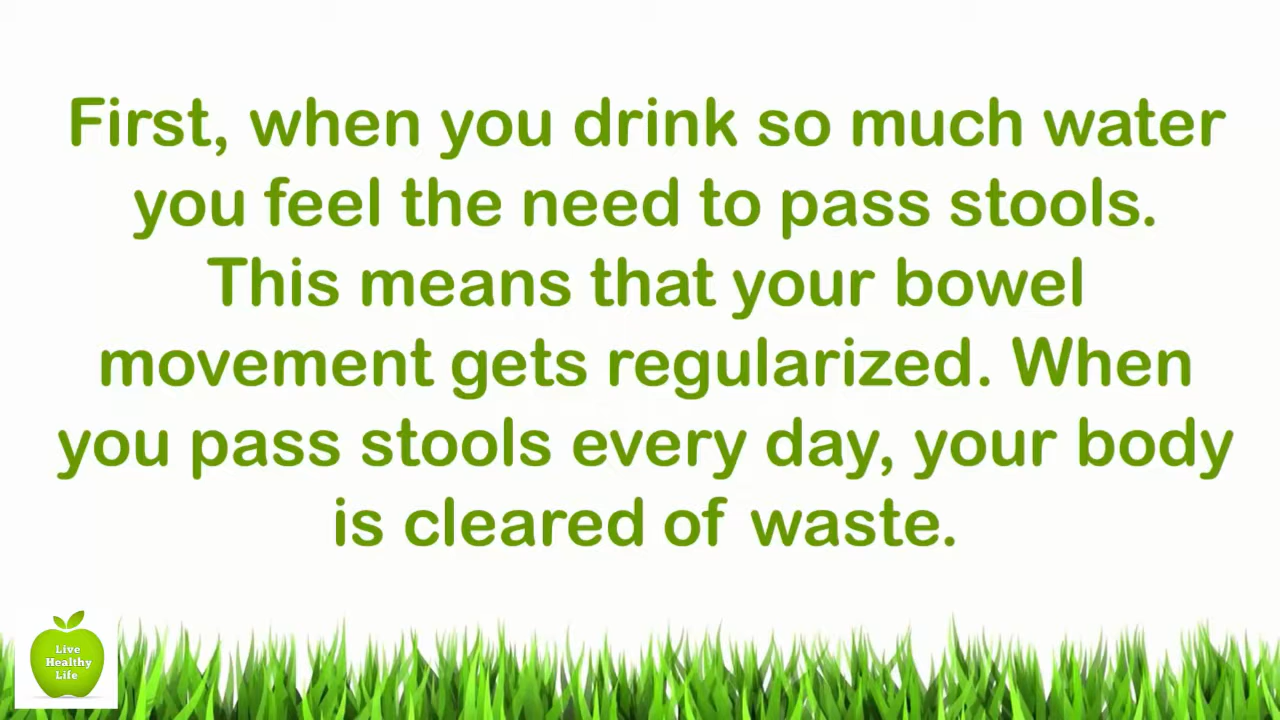 First, when you drink so much water
you feel the need to pass stools.
This means that your bowel
movement gets regularized. When
you pass stools every day, your body
is cleared of waste.
Live
Healthy
Life